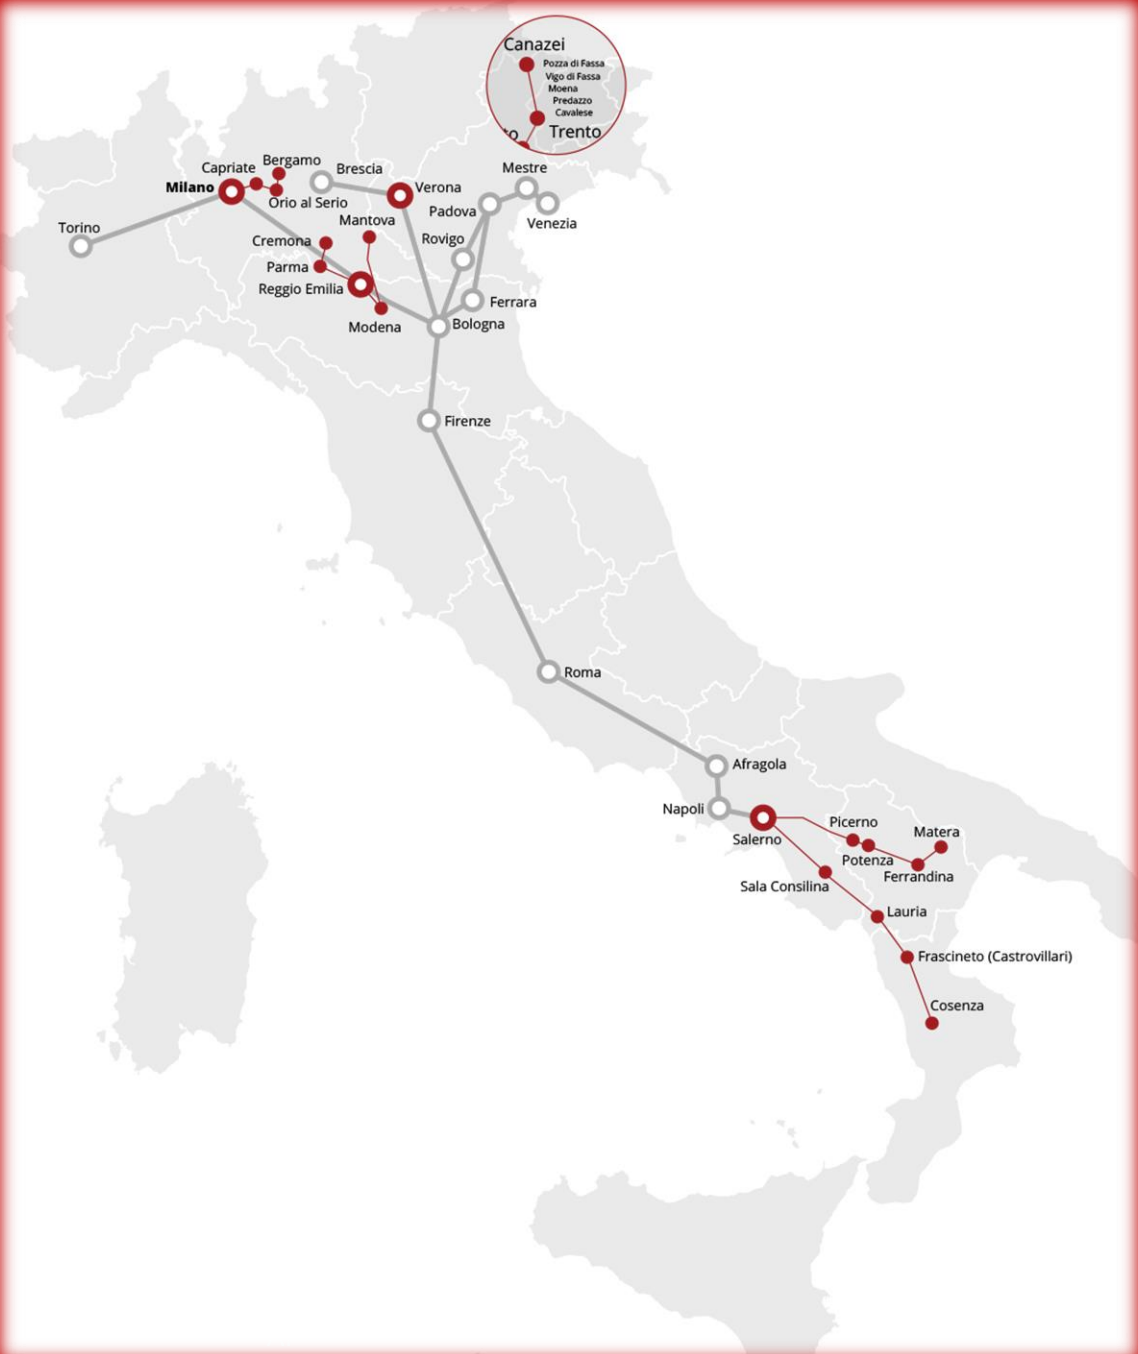 Canazei
Pozza di Fassa
Vigo di Fassa
Moena
Predazzo
Cavalese
to
Trento
Mestre
Bergamo
Capriate
Brescia
Milano
Verona
Orio al Serio
Padova
Mantova
Venezia
Torino
Cremona
Rovigo
Parma
Reggio Emilia
Ferrara
Modena
Bologna
Firenze
Roma
Afragola
Napoli
Picerno
Salerno
Matera
Potenza
Ferrandina
Sala Consilina
Lauria
Frascineto (Castrovillari)
Cosenza